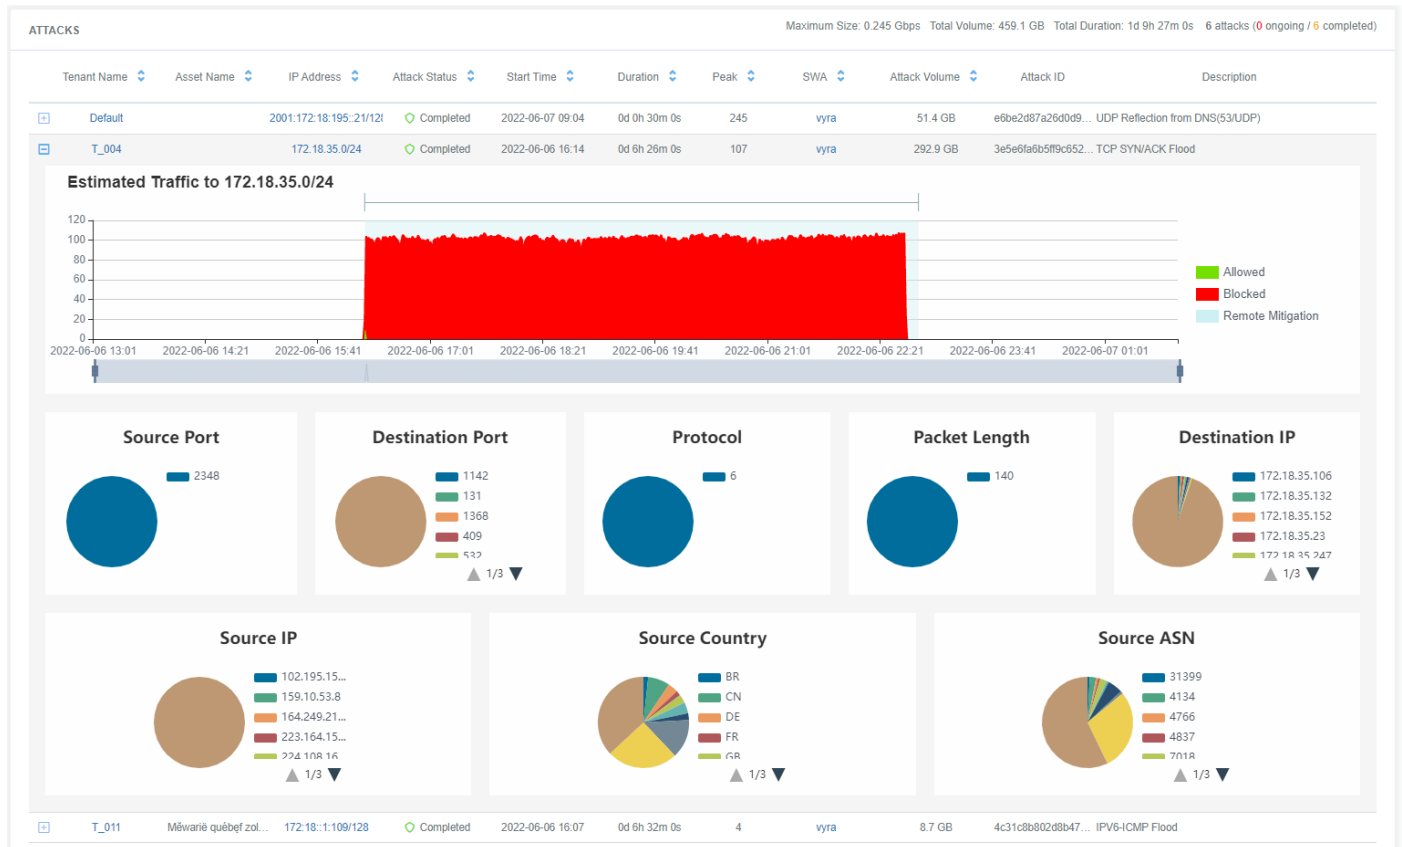 ATTACKS
Maximum Size: 0.245 Gbps Total Volume: 459.1 GB Total Duration: 1d 9h 27m 0s 6 attacks (0 ongoing / 6 completed)
Tenant Name Asset Name IP Address Attack Status Start Time Duration Peak SWA Attack Volume Attack ID Description
Default 2001:172:18:195::21/128 Completed 2022-06-07 09:04 0d 0h 30m 0s 245 vyra 51.4 GB e6be2d87a26d0d9... UDP Reflection from DNS(53/UDP)
T_004 172.18.35.0/24 Completed 2022-06-06 16:14 0d 6h 26m 0s 107 vyra 292.9 GB 3e5e6fa6b5ff9c652... TCP SYN/ACK Flood
Estimated Traffic to 172.18.35.0/24
120
100
80
60
40
20
0
2022-06-06 13:01 2022-06-06 14:21 2022-06-06 15:41 2022-06-06 17:01 2022-06-06 18:21 2022-06-06 19:41 2022-06-06 21:01 2022-06-06 22:21 2022-06-06 23:41 2022-06-07 01:01
Allowed
Blocked
Remote Mitigation
Source Port
2348
Destination Port
1142
131
1368
409
532
1/3
Protocol
6
Packet Length
140
Destination IP
172.18.35.106
172.18.35.132
172.18.35.152
172.18.35.23
172.18.35.247
1/3
Source IP
102.195.15...
159.10.53.8
164.249.21...
223.164.15...
224.108.16...
1/3
Source Country
BR
CN
DE
FR
GB
1/3
Source ASN
31399
4134
4766
4837
7018
1/3
T_011 Mëwarië quëbęf zol... 172:18::1:109/128 Completed 2022-06-06 16:07 0d 6h 32m 0s 4 vyra 8.7 GB 4c31c8b802d8b47... IPV6-ICMP Flood